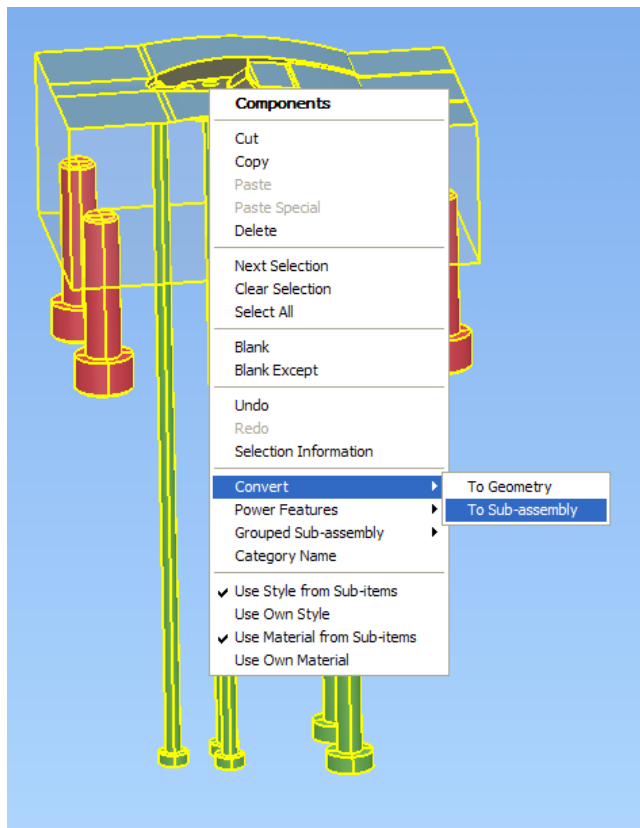 Components
Cut
Copy
Paste
Paste Special
Delete
Next Selection
Clear Selection
Select All
Blank
Blank Except
Undo
Redo
Selection Information
Convert
To Geometry
Power Features
To Sub-assembly
Grouped Sub-assembly
Category Name
Use Style from Sub-items
Use Own Style
Use Material from Sub-items
Use Own Material